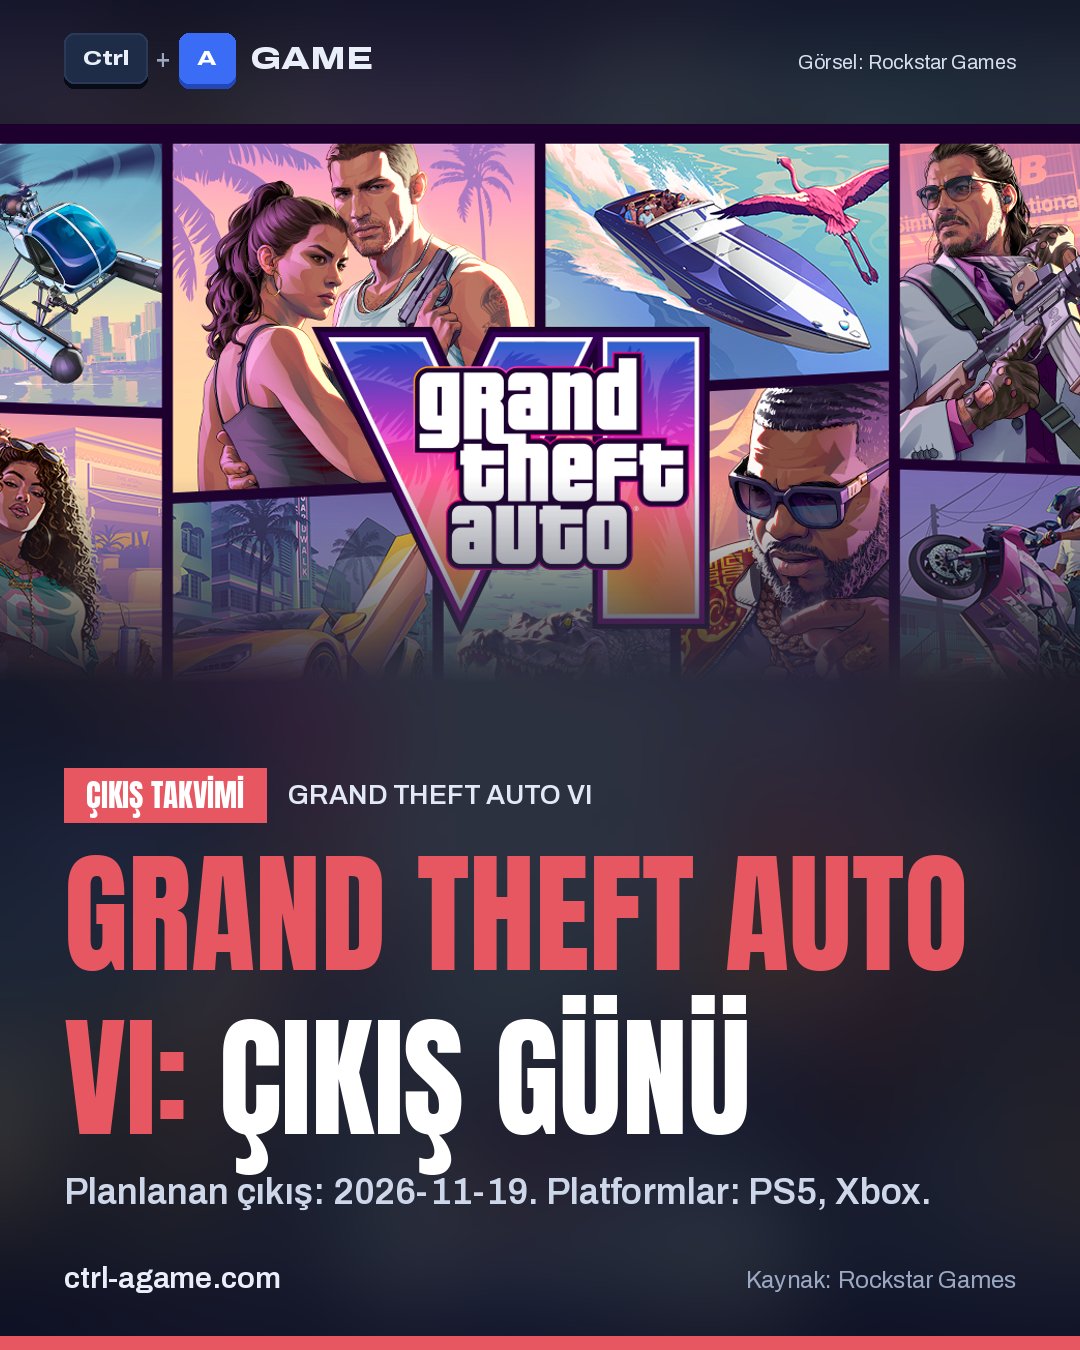 Ctrl + A GAME
Görsel: Rockstar Games
grand
theft
auto
VI
ÇIKIŞ TAKVİMİ
GRAND THEFT AUTO VI
GRAND THEFT AUTO
VI: ÇIKIŞ GÜNÜ
Planlanan çıkış: 2026-11-19. Platformlar: PS5, Xbox.
ctrl-agame.com
Kaynak: Rockstar Games